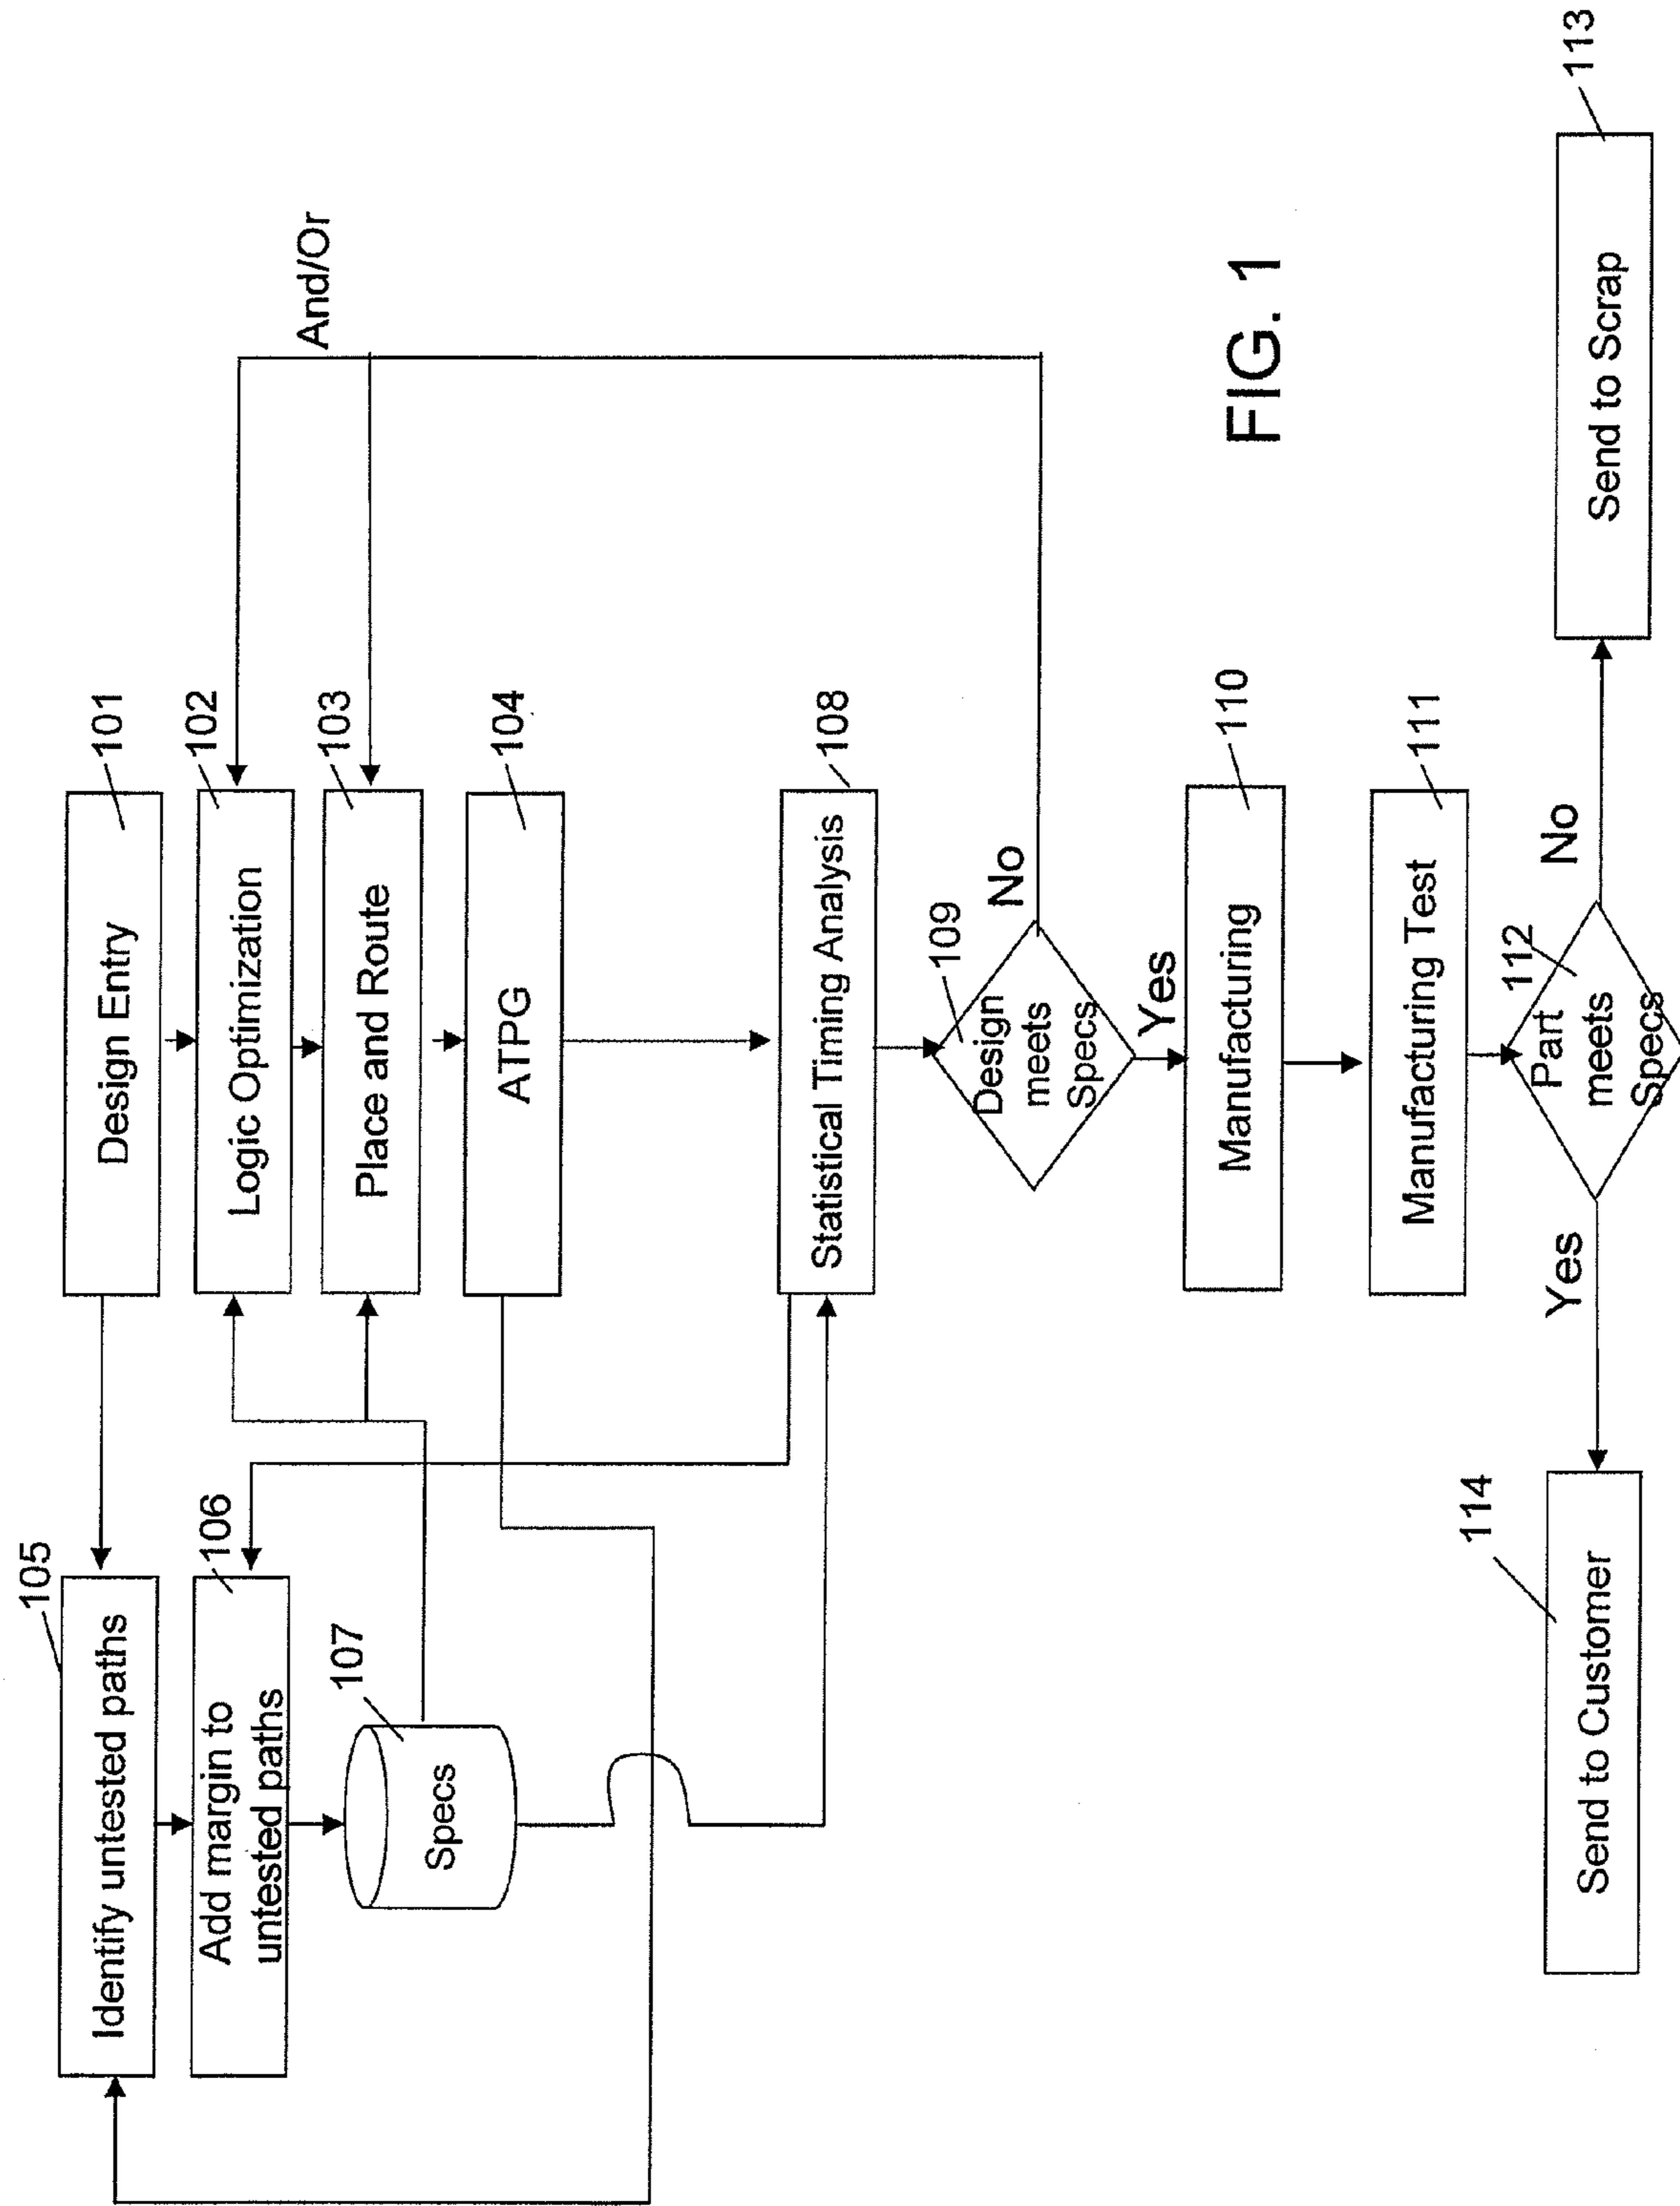 105
Identify untested paths
106
Add margin to
untested paths
107
Specs
101
Design Entry
102
Logic Optimization
103
Place and Route
104
ATPG
108
Statistical Timing Analysis
And/Or
109
Design
meets
Specs
No
Yes
110
Manufacturing
111
Manufacturing Test
112
Part
meets
Specs
Yes
No
114
Send to Customer
113
Send to Scrap
FIG. 1